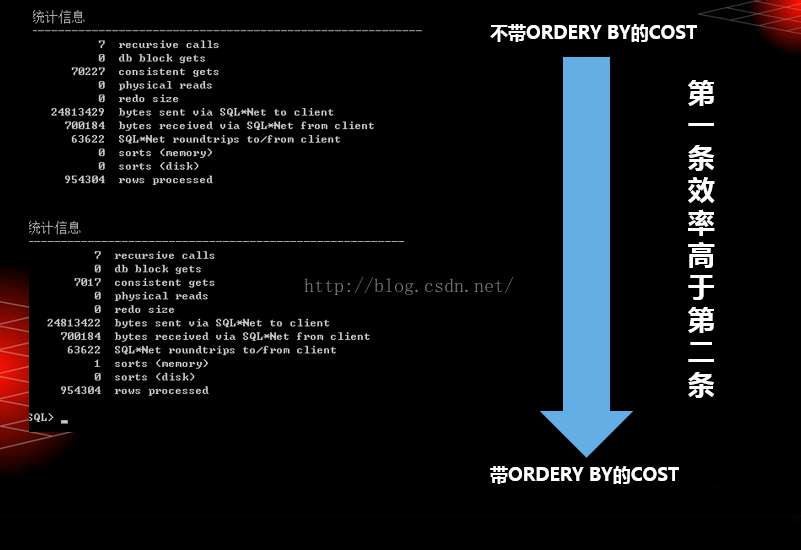 统计信息
----------------------------------------------------------
7 recursive calls
0 db block gets
70227 consistent gets
0 physical reads
0 redo size
24813429 bytes sent via SQL*Net to client
700184 bytes received via SQL*Net from client
63622 SQL*Net roundtrips to/from client
0 sorts (memory)
0 sorts (disk)
954304 rows processed
统计信息
----------------------------------------------------------
7 recursive calls
0 db block gets
7017 consistent gets
0 physical reads
0 redo size
24813422 bytes sent via SQL*Net to client
700184 bytes received via SQL*Net from client
63622 SQL*Net roundtrips to/from client
1 sorts (memory)
0 sorts (disk)
954304 rows processed
SQL> _
http://blog.csdn.net/
不带ORDERY BY的COST
第一条效率高于第二条
带ORDERY BY的COST